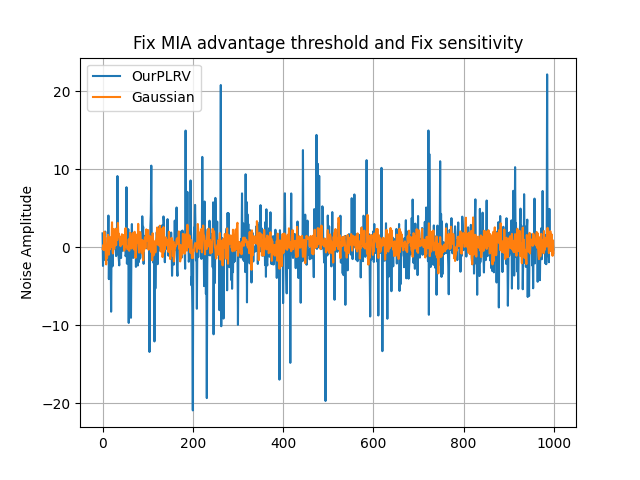 Fix MIA advantage threshold and Fix sensitivity
OurPLRV
Gaussian
Noise Amplitude
20
10
0
−10
−20
0
200
400
600
800
1000